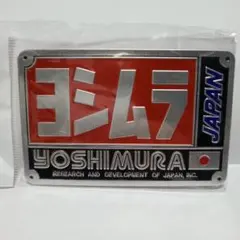 ヨシムラ
JAPAN
YOSHIMURA
RESEARCH AND DEVELOPMENT OF JAPAN, INC.